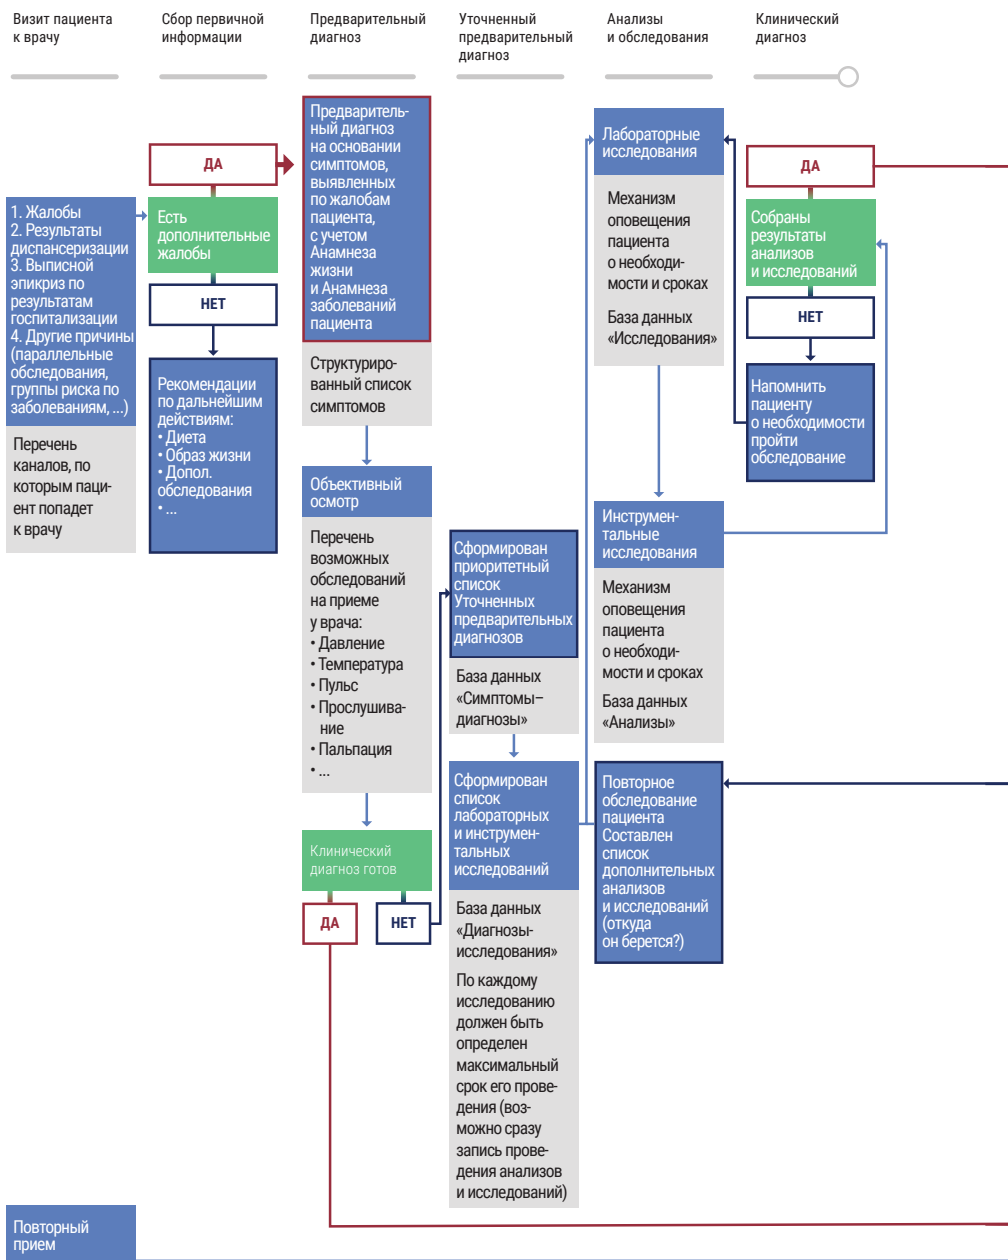 Визит пациента
к врачу
Сбор первичной
информации
Предварительный
диагноз
Уточненный
предварительный
диагноз
Анализы
и обследования
Клинический
диагноз
1. Жалобы
2. Результаты
диспансеризации
3. Выписной
эпикриз по
результатам
госпитализации
4. Другие причины
(параллельные
обследования,
группы риска по
заболеваниям, ...)
Перечень
каналов, по
которым паци-
ент попадет
к врачу
ДА
Есть
дополнительные
жалобы
НЕТ
Рекомендации
по дальнейшим
действиям:
• Диета
• Образ жизни
• Допол.
обследования
• ...
Предваритель-
ный диагноз
на основании
симптомов,
выявленных
по жалобам
пациента,
с учетом
Анамнеза
жизни
и Анамнеза
заболеваний
пациента
Структуриро-
ванный список
симптомов
Объективный
осмотр
Перечень
возможных
обследований
на приеме
у врача:
• Давление
• Температура
• Пульс
• Прослушива-
ние
• Пальпация
• ...
Клинический
диагноз готов
ДА
НЕТ
Сформирован
приоритетный
список
Уточненных
предварительных
диагнозов
База данных
«Симптомы–
диагнозы»
Сформирован
список
лабораторных
и инструмен-
тальных
исследований
База данных
«Диагнозы-
исследования»
По каждому
исследованию
должен быть
определен
максимальный
срок его прове-
дения (воз-
можно сразу
запись прове-
дения анализов
и исследований)
Лабораторные
исследования
Механизм
оповещения
пациента
о необходи-
мости и сроках
База данных
«Исследования»
Инструмен-
тальные
исследования
Механизм
оповещения
пациента
о необходи-
мости и сроках
База данных
«Анализы»
Повторное
обследование
пациента
Составлен
список
дополнительных
анализов
и исследований
(откуда
он берется?)
ДА
Собраны
результаты
анализов
и исследований
НЕТ
Напомнить
пациенту
о необходимости
пройти
обследование
Повторный
прием